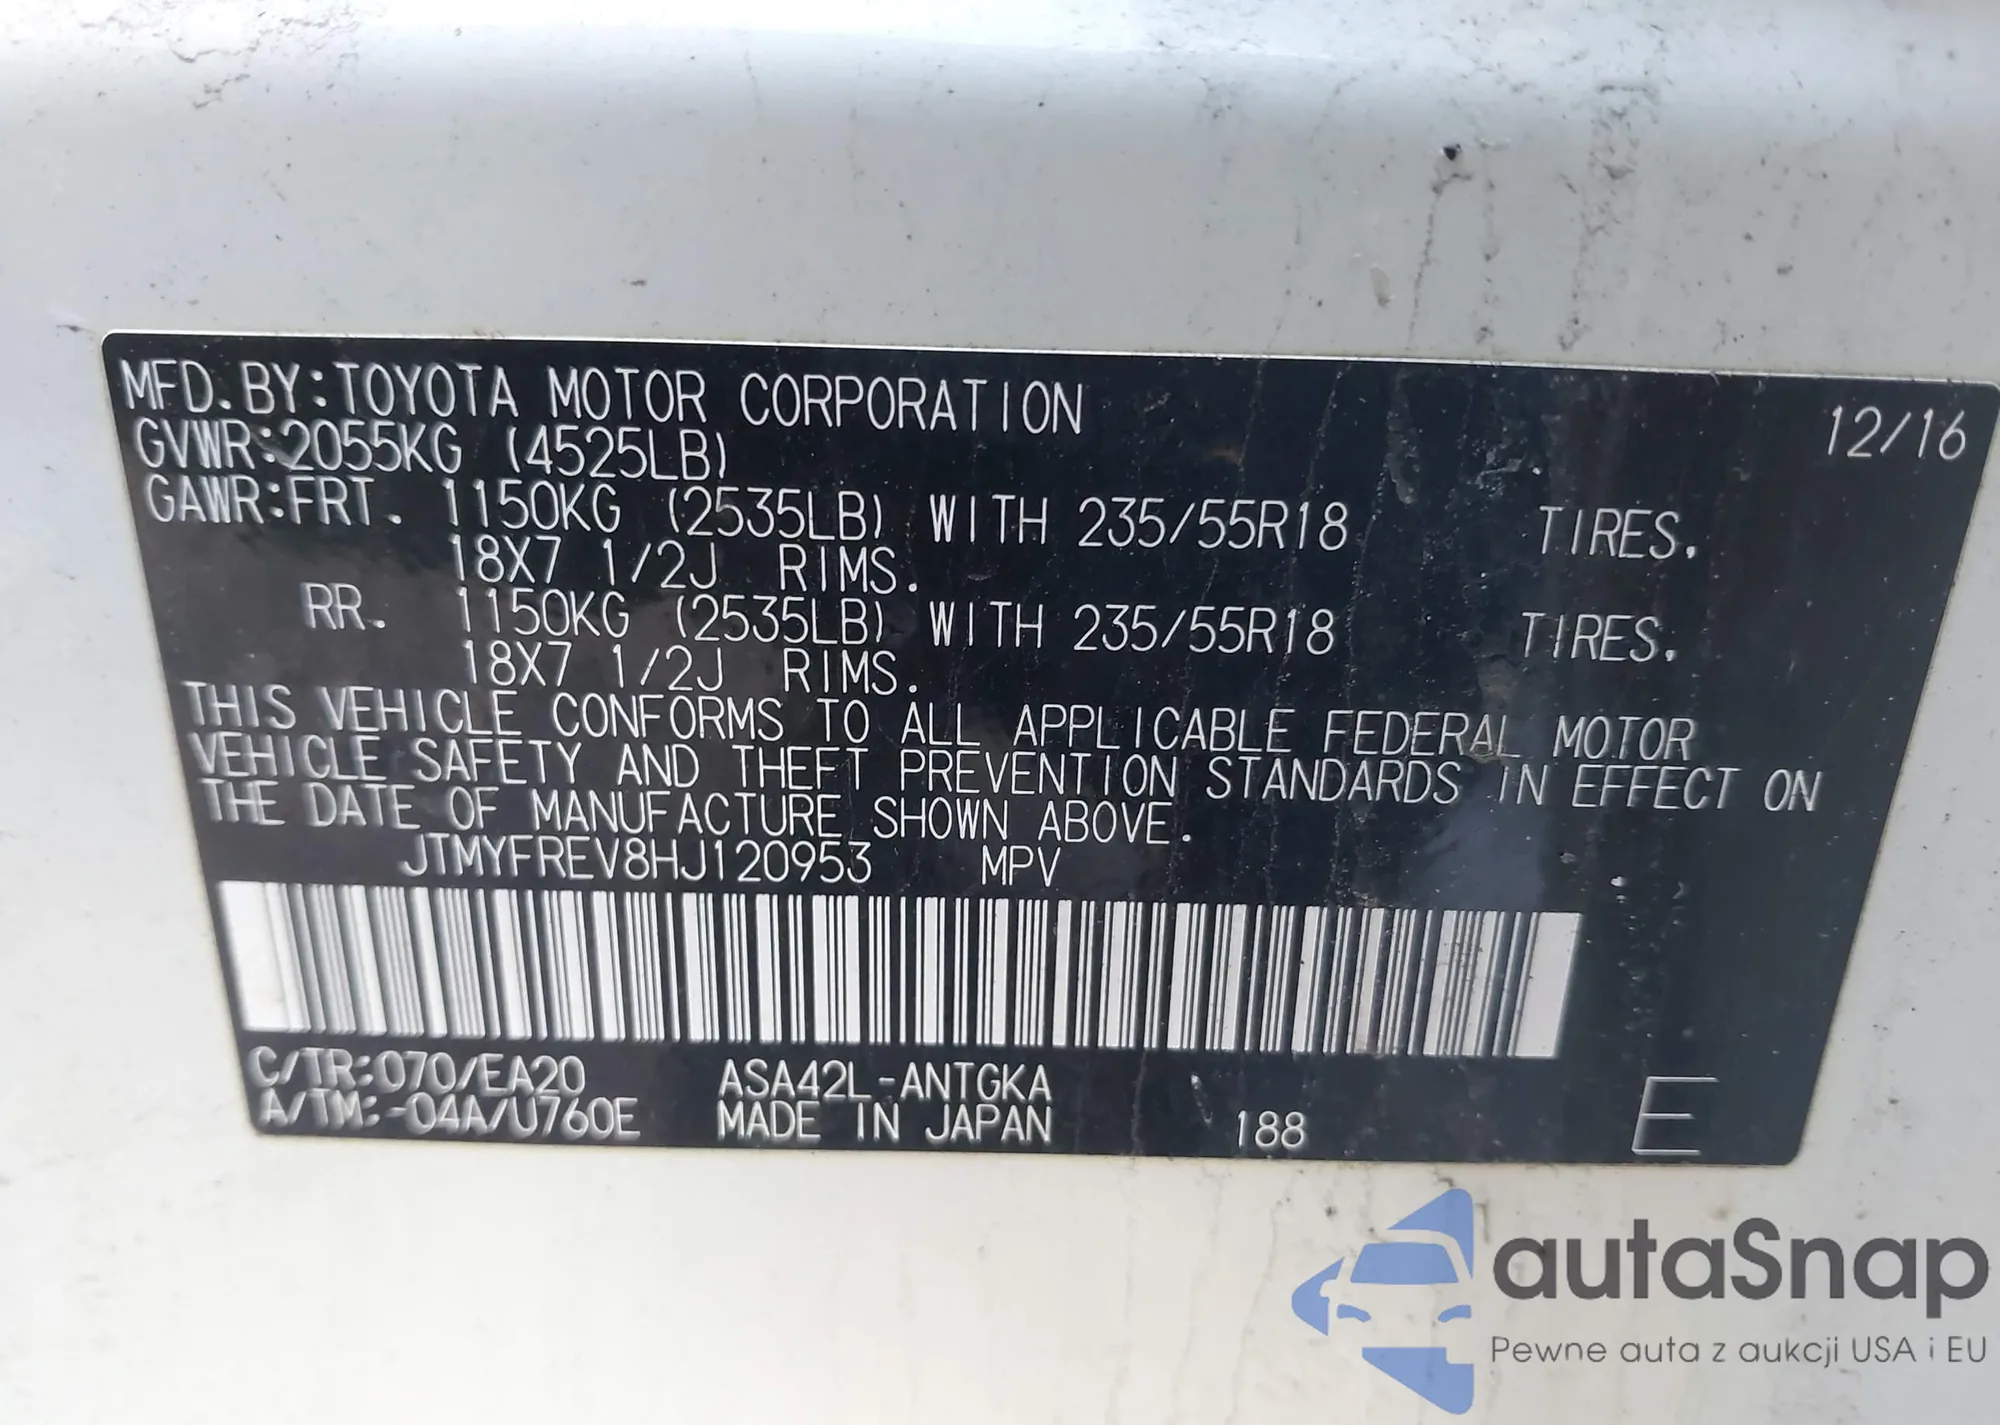 MFD. BY: TOYOTA MOTOR CORPORATION 12/16
GVWR: 2055KG (4525LB)
GAWR: FRT. 1150KG (2535LB) WITH 235/55R18 TIRES.
18X7 1/2J RIMS.
RR. 1150KG (2535LB) WITH 235/55R18 TIRES.
18X7 1/2J RIMS.
THIS VEHICLE CONFORMS TO ALL APPLICABLE FEDERAL MOTOR
VEHICLE SAFETY AND THEFT PREVENTION STANDARDS IN EFFECT ON
THE DATE OF MANUFACTURE SHOWN ABOVE.
JTMYFREV8HJ120953 MPV
C/TR: 070/EA20 ASA42L-ANTGKA
A/TM: -04A/U760E MADE IN JAPAN 188 E
autaSnap
Pewne auta z aukcji USA i EU